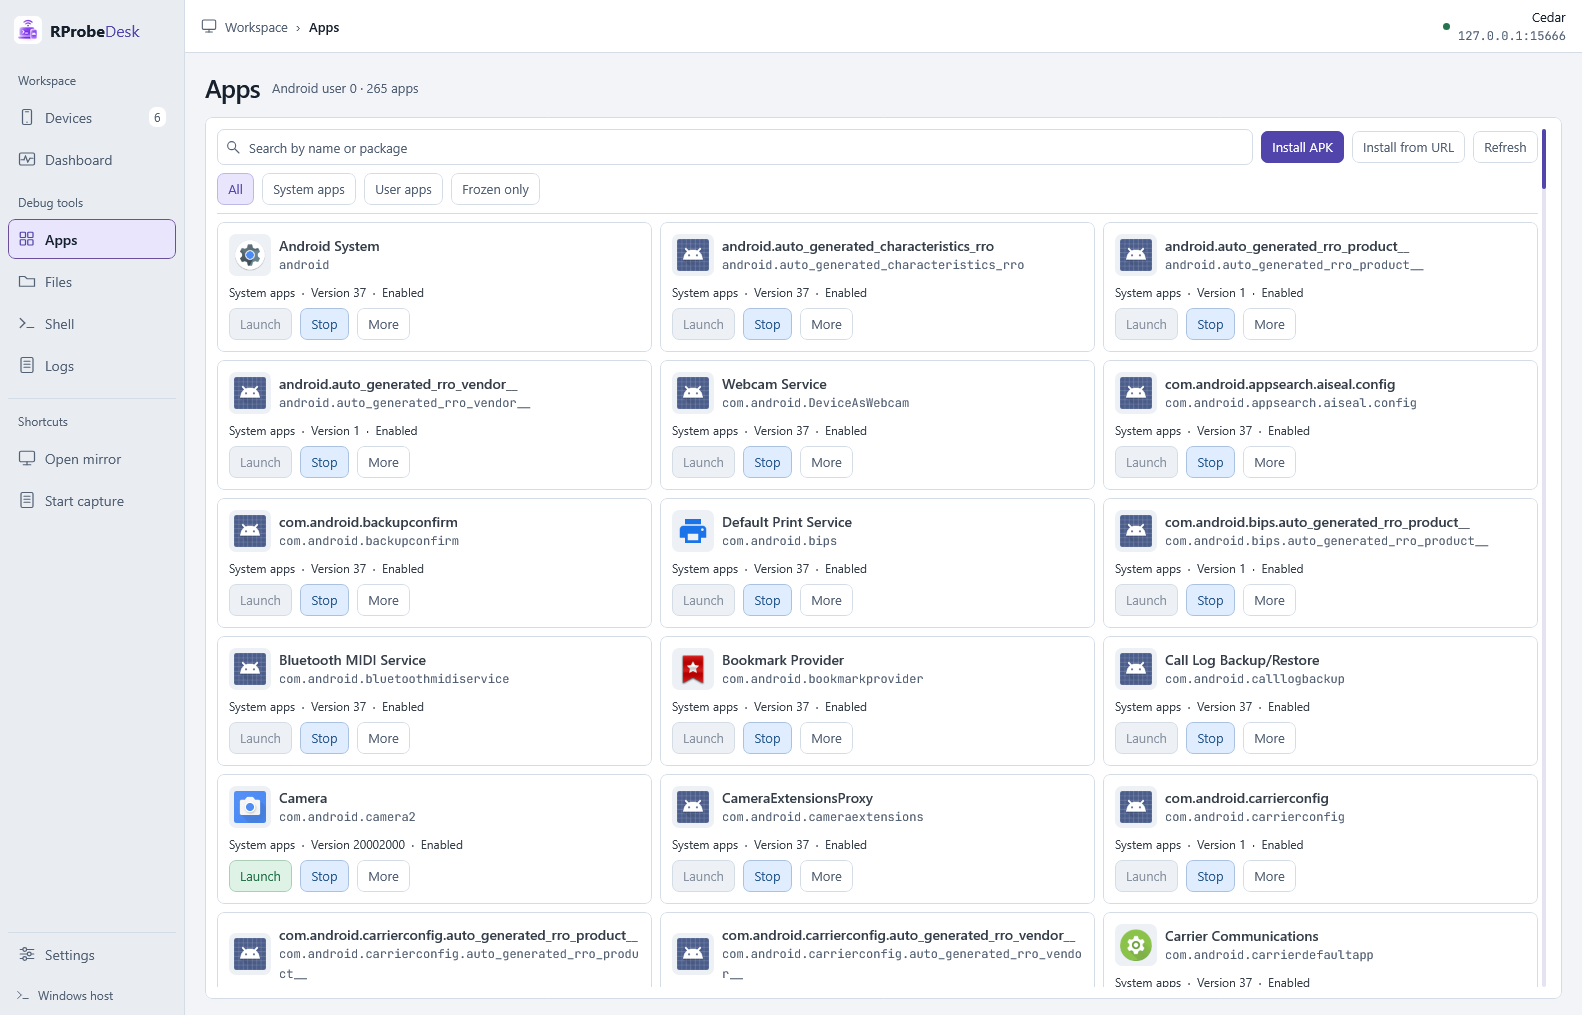 RProbeDesk
Workspace
Devices 6
Dashboard
Debug tools
Apps
Files
Shell
Logs
Shortcuts
Open mirror
Start capture
Settings
Windows host
Workspace › Apps
Cedar
127.0.0.1:15666
Apps Android user 0 · 265 apps
Search by name or package
Install APK Install from URL Refresh
All System apps User apps Frozen only
Android System
android
System apps · Version 37 · Enabled
Launch Stop More
android.auto_generated_characteristics_rro
android.auto_generated_characteristics_rro
System apps · Version 37 · Enabled
Launch Stop More
android.auto_generated_rro_product__
android.auto_generated_rro_product__
System apps · Version 1 · Enabled
Launch Stop More
android.auto_generated_rro_vendor__
android.auto_generated_rro_vendor__
System apps · Version 1 · Enabled
Launch Stop More
Webcam Service
com.android.DeviceAsWebcam
System apps · Version 37 · Enabled
Launch Stop More
com.android.appsearch.aiseal.config
com.android.appsearch.aiseal.config
System apps · Version 37 · Enabled
Launch Stop More
com.android.backupconfirm
com.android.backupconfirm
System apps · Version 37 · Enabled
Launch Stop More
Default Print Service
com.android.bips
System apps · Version 37 · Enabled
Launch Stop More
com.android.bips.auto_generated_rro_product__
com.android.bips.auto_generated_rro_product__
System apps · Version 1 · Enabled
Launch Stop More
Bluetooth MIDI Service
com.android.bluetoothmidiservice
System apps · Version 37 · Enabled
Launch Stop More
Bookmark Provider
com.android.bookmarkprovider
System apps · Version 37 · Enabled
Launch Stop More
Call Log Backup/Restore
com.android.calllogbackup
System apps · Version 37 · Enabled
Launch Stop More
Camera
com.android.camera2
System apps · Version 20002000 · Enabled
Launch Stop More
CameraExtensionsProxy
com.android.cameraextensions
System apps · Version 37 · Enabled
Launch Stop More
com.android.carrierconfig
com.android.carrierconfig
System apps · Version 1 · Enabled
Launch Stop More
com.android.carrierconfig.auto_generated_rro_product__
com.android.carrierconfig.auto_generated_rro_produ
ct__
com.android.carrierconfig.auto_generated_rro_vendor__
com.android.carrierconfig.auto_generated_rro_vendo
r__
Carrier Communications
com.android.carrierdefaultapp
System apps · Version 37 · Enabled